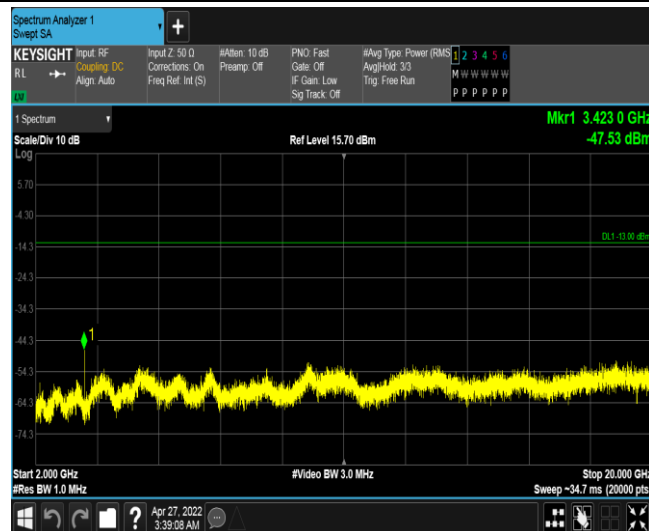 Spectrum Analyzer 1
Swept SA
+
KEYSIGHT Input: RF Input Z: 50 Ω #Atten: 10 dB PNO: Fast #Avg Type: Power (RMS 1 2 3 4 5 6
RL Coupling: DC Corrections: On Preamp: Off Gate: Off Avg|Hold: 3/3 M W W W W W
Align: Auto Freq Ref: Int (S) IF Gain: Low Trig: Free Run
Sig Track: Off P P P P P P
1 Spectrum Mkr1 3.423 0 GHz
Scale/Div 10 dB Ref Level 15.70 dBm -47.53 dBm
Log
5.70
-4.30
DL1 -13.00 dBm
-14.3
-24.3
-34.3
-44.3
1
-54.3
-64.3
-74.3
Start 2.000 GHz #Video BW 3.0 MHz Stop 20.000 GHz
#Res BW 1.0 MHz Sweep ~34.7 ms (20000 pts
? Apr 27, 2022
3:39:08 AM